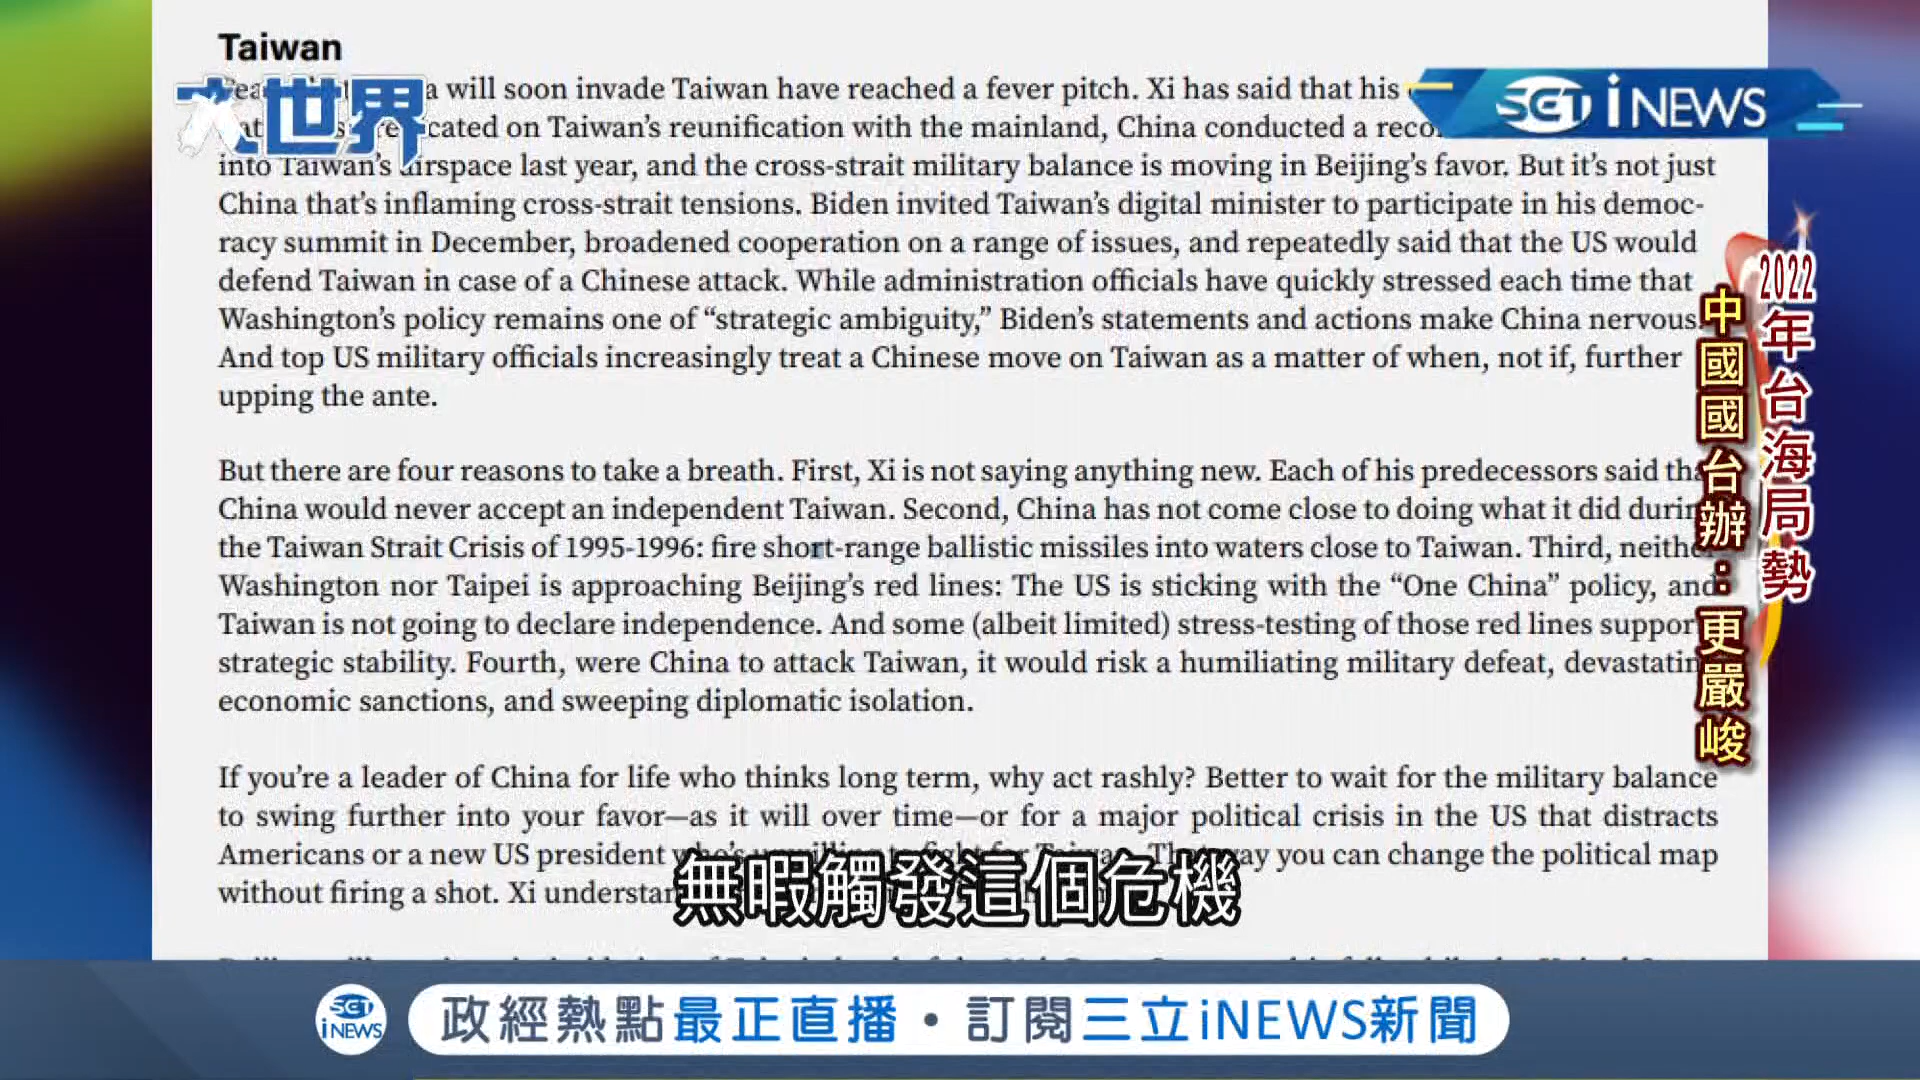 Taiwan
will soon invade Taiwan have reached a fever pitch. Xi has said that his
on Taiwan’s reunification with the mainland, China conducted a
into Taiwan’s airspace last year, and the cross-strait military balance is moving in Beijing’s favor. But it’s not just
China that’s inflaming cross-strait tensions. Biden invited Taiwan’s digital minister to participate in his democ-
racy summit in December, broadened cooperation on a range of issues, and repeatedly said that the US would
defend Taiwan in case of a Chinese attack. While administration officials have quickly stressed each time that
Washington’s policy remains one of “strategic ambiguity,” Biden’s statements and actions make China nervous.
And top US military officials increasingly treat a Chinese move on Taiwan as a matter of when, not if, further
upping the ante.
But there are four reasons to take a breath. First, Xi is not saying anything new. Each of his predecessors said
China would never accept an independent Taiwan. Second, China has not come close to doing what it did
the Taiwan Strait Crisis of 1995-1996: fire short-range ballistic missiles into waters close to Taiwan. Third,
Washington nor Taipei is approaching Beijing’s red lines: The US is sticking with the “One China” policy, and
Taiwan is not going to declare independence. And some (albeit limited) stress-testing of those red lines
strategic stability. Fourth, were China to attack Taiwan, it would risk a humiliating military defeat,
economic sanctions, and sweeping diplomatic isolation.
If you’re a leader of China for life who thinks long term, why act rashly? Better to wait for the military balance
to swing further into your favor—as it will over time—or for a major political crisis in the US that distracts
Americans or a new US president who’s unwilling to fight for Taiwan. That way you can change the political map
without firing a shot. Xi
大世界
SET iNEWS
2022年台海局勢
中國國台辦：更嚴峻
無暇觸發這個危機
SET iNEWS
政經熱點最正直播・訂閱三立iNEWS新聞